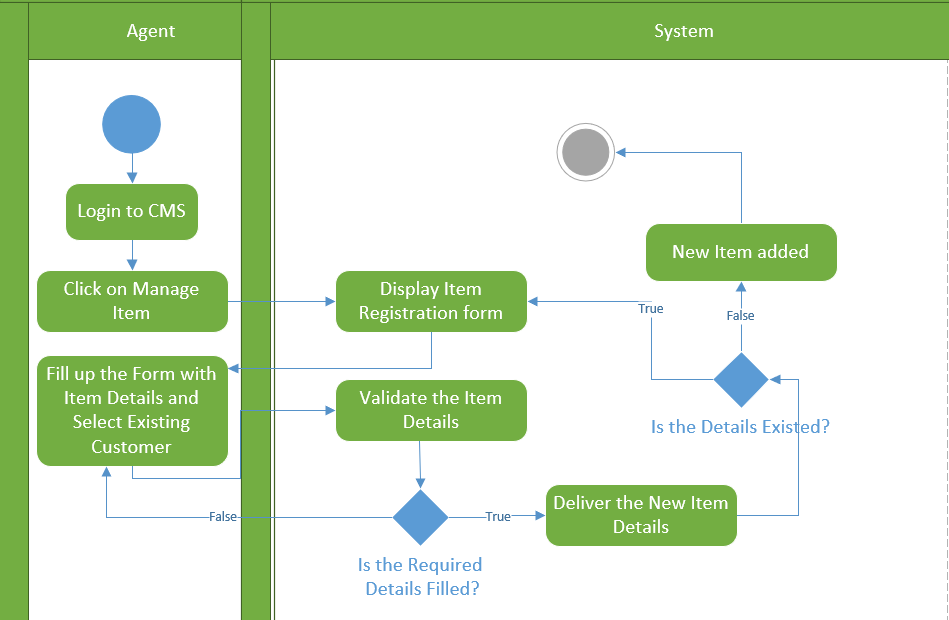 Agent
System
Login to CMS
Click on Manage
Item
Display Item
Registration form
New Item added
True
False
Fill up the Form with
Item Details and
Select Existing
Customer
Validate the Item
Details
Is the Details Existed?
False
True
Deliver the New Item
Details
Is the Required
Details Filled?